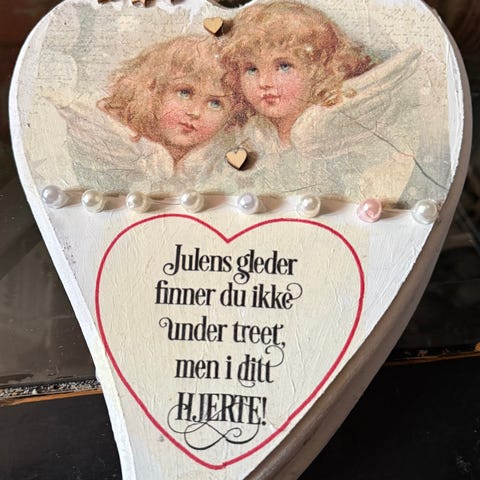 Julens gleder
finner du ikke
under treet,
men i ditt
HJERTE!